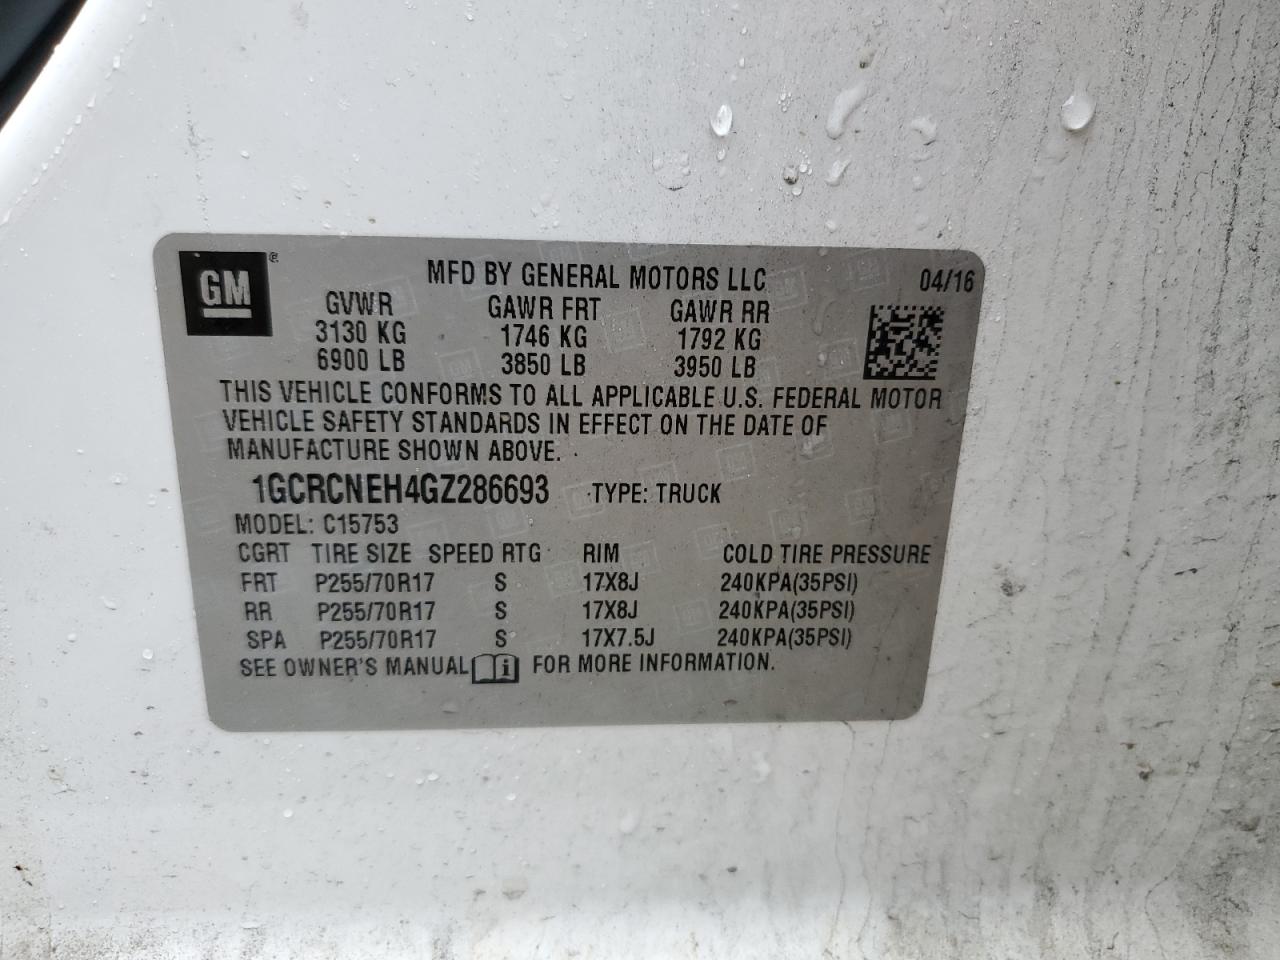 GM®
MFD BY GENERAL MOTORS LLC 04/16
GVWR GAWR FRT GAWR RR
3130 KG 1746 KG 1792 KG
6900 LB 3850 LB 3950 LB
THIS VEHICLE CONFORMS TO ALL APPLICABLE U.S. FEDERAL MOTOR
VEHICLE SAFETY STANDARDS IN EFFECT ON THE DATE OF
MANUFACTURE SHOWN ABOVE.
1GCRCNEH4GZ286693 TYPE: TRUCK
MODEL: C15753
CGRT TIRE SIZE SPEED RTG RIM COLD TIRE PRESSURE
FRT P255/70R17 S 17X8J 240KPA(35PSI)
RR P255/70R17 S 17X8J 240KPA(35PSI)
SPA P255/70R17 S 17X7.5J 240KPA(35PSI)
SEE OWNER'S MANUAL i FOR MORE INFORMATION.